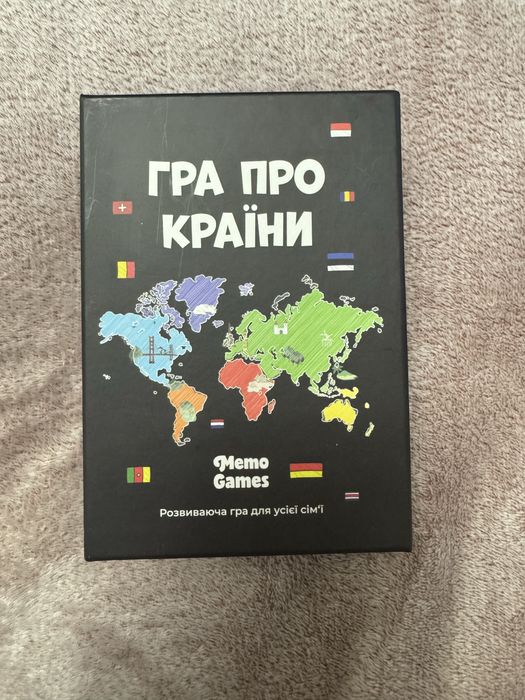 ГРА ПРО
КРАЇНИ
Memo
Games
Розвиваюча гра для усієї сім'ї